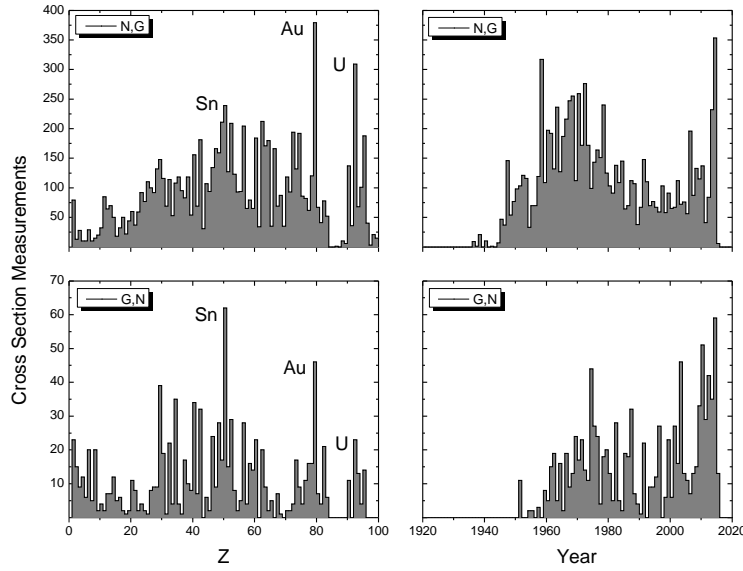 N,G
Au
U
Sn
400
350
300
250
200
150
100
50
N,G
Cross Section Measurements
G,N
Sn
Au
U
70
60
50
40
30
20
10
0 20 40 60 80 100
Z
G,N
1920 1940 1960 1980 2000 2020
Year